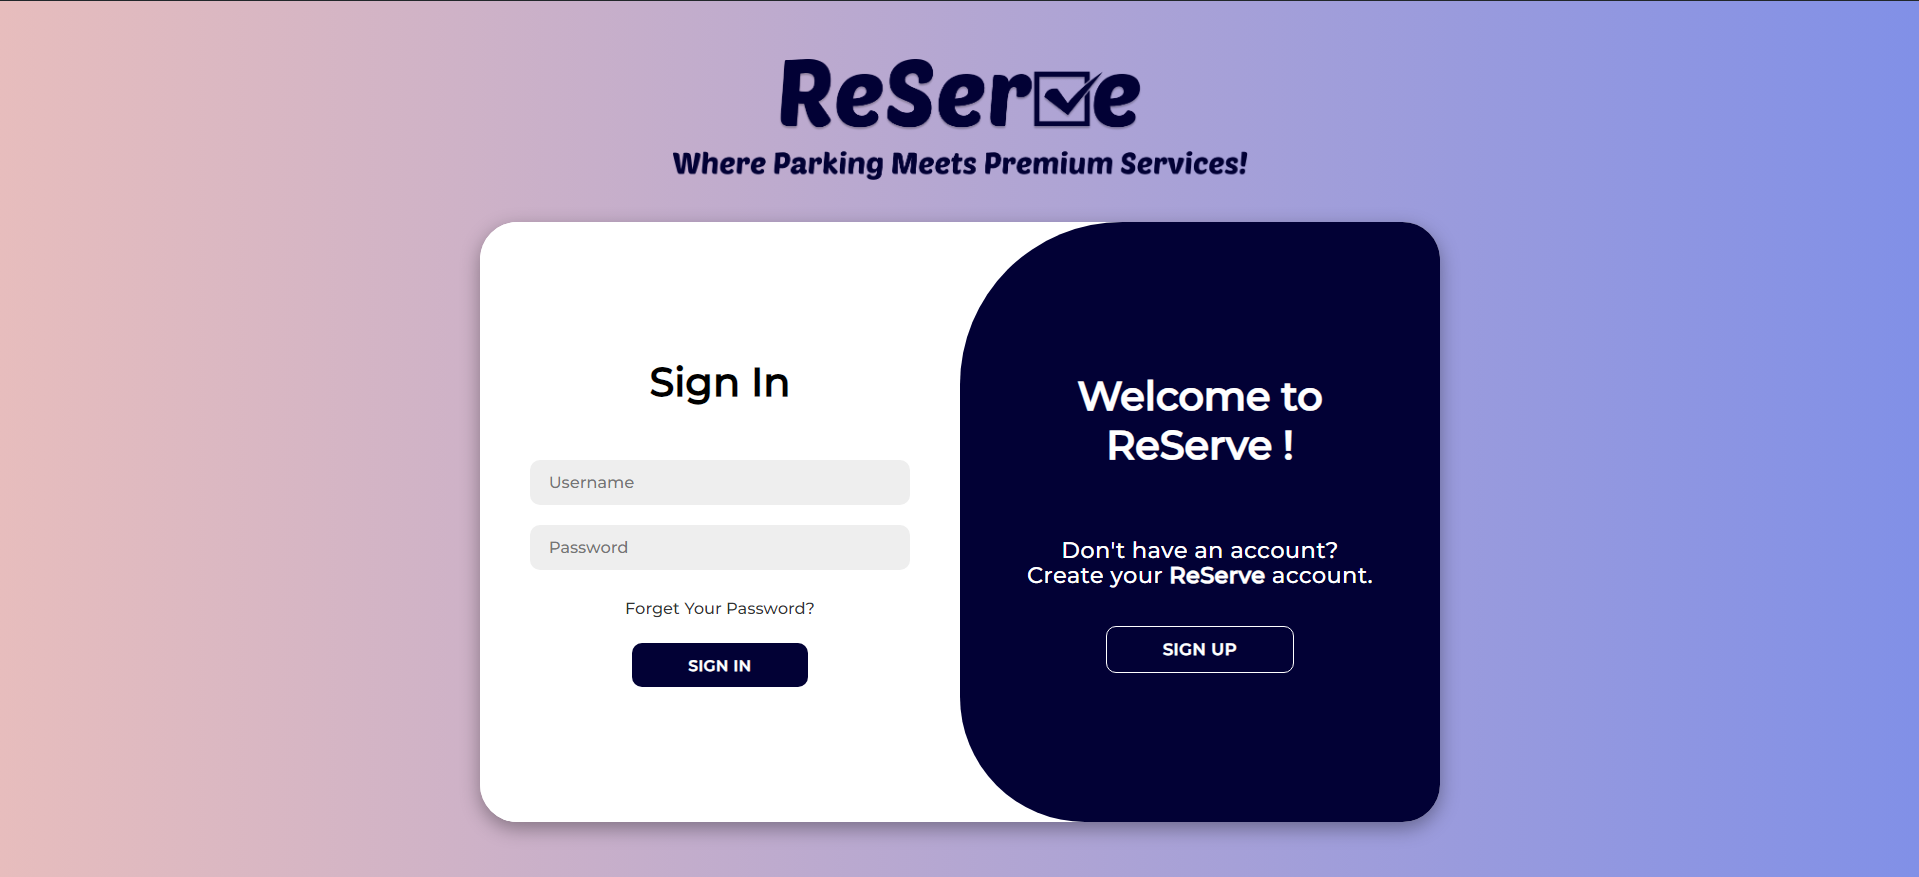 ReServe
Where Parking Meets Premium Services!
Sign In
Username
Password
Forget Your Password?
SIGN IN
Welcome to
ReServe !
Don't have an account?
Create your ReServe account.
SIGN UP